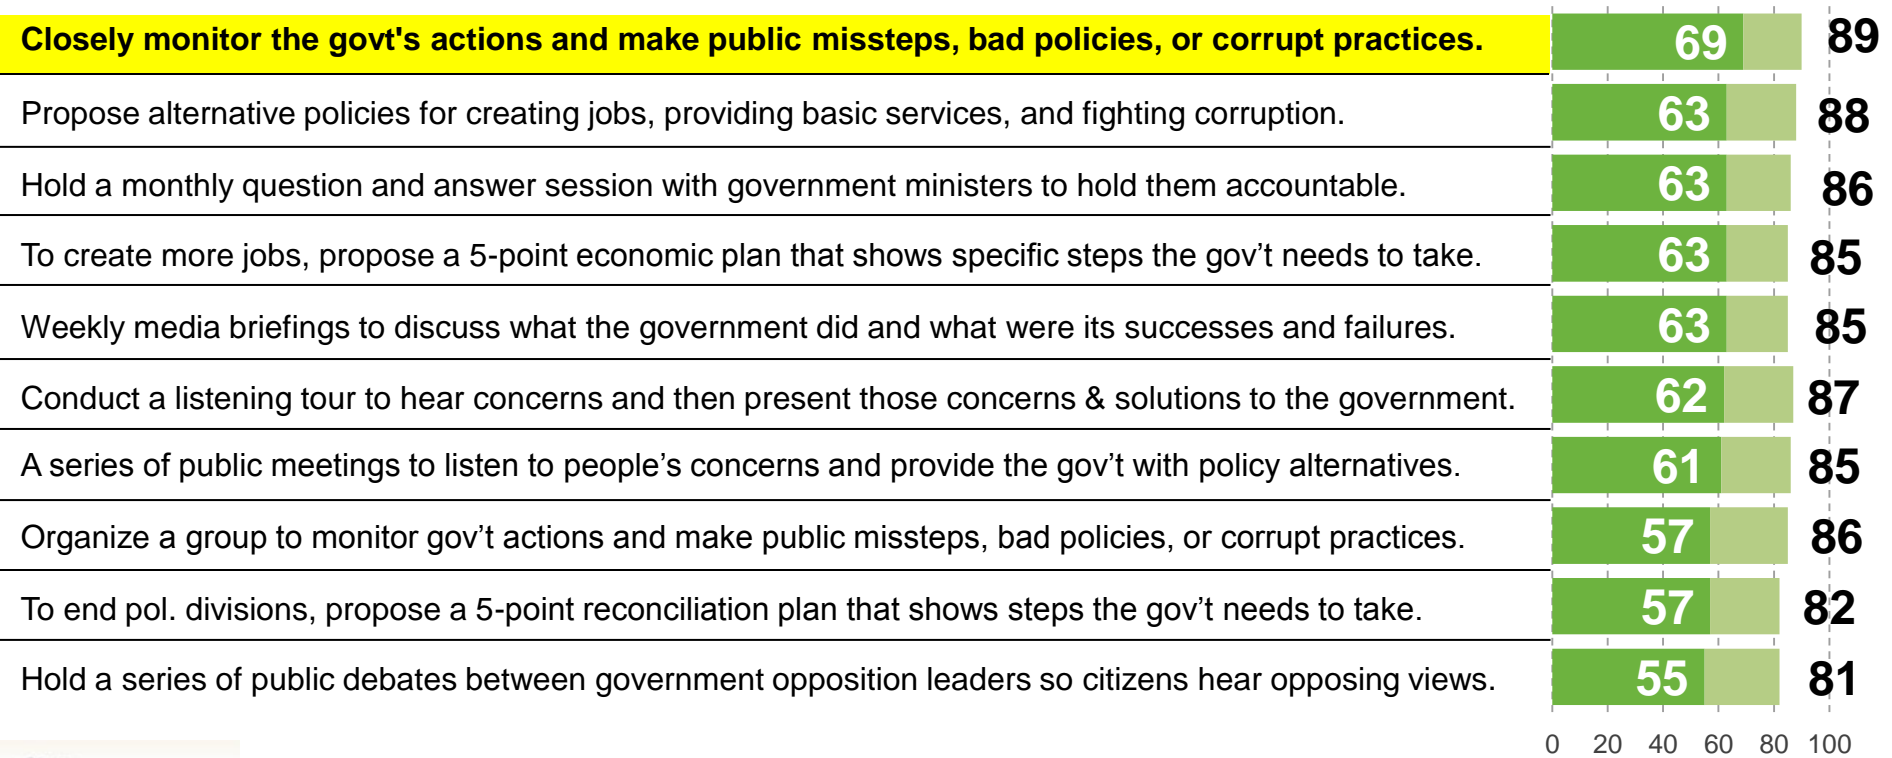 Closely monitor the govt's actions and make public missteps, bad policies, or corrupt practices. 69 89
Propose alternative policies for creating jobs, providing basic services, and fighting corruption. 63 88
Hold a monthly question and answer session with government ministers to hold them accountable. 63 86
To create more jobs, propose a 5-point economic plan that shows specific steps the gov’t needs to take. 63 85
Weekly media briefings to discuss what the government did and what were its successes and failures. 63 85
Conduct a listening tour to hear concerns and then present those concerns & solutions to the government. 62 87
A series of public meetings to listen to people’s concerns and provide the gov’t with policy alternatives. 61 85
Organize a group to monitor gov’t actions and make public missteps, bad policies, or corrupt practices. 57 86
To end pol. divisions, propose a 5-point reconciliation plan that shows steps the gov’t needs to take. 57 82
Hold a series of public debates between government opposition leaders so citizens hear opposing views. 55 81
0 20 40 60 80 100